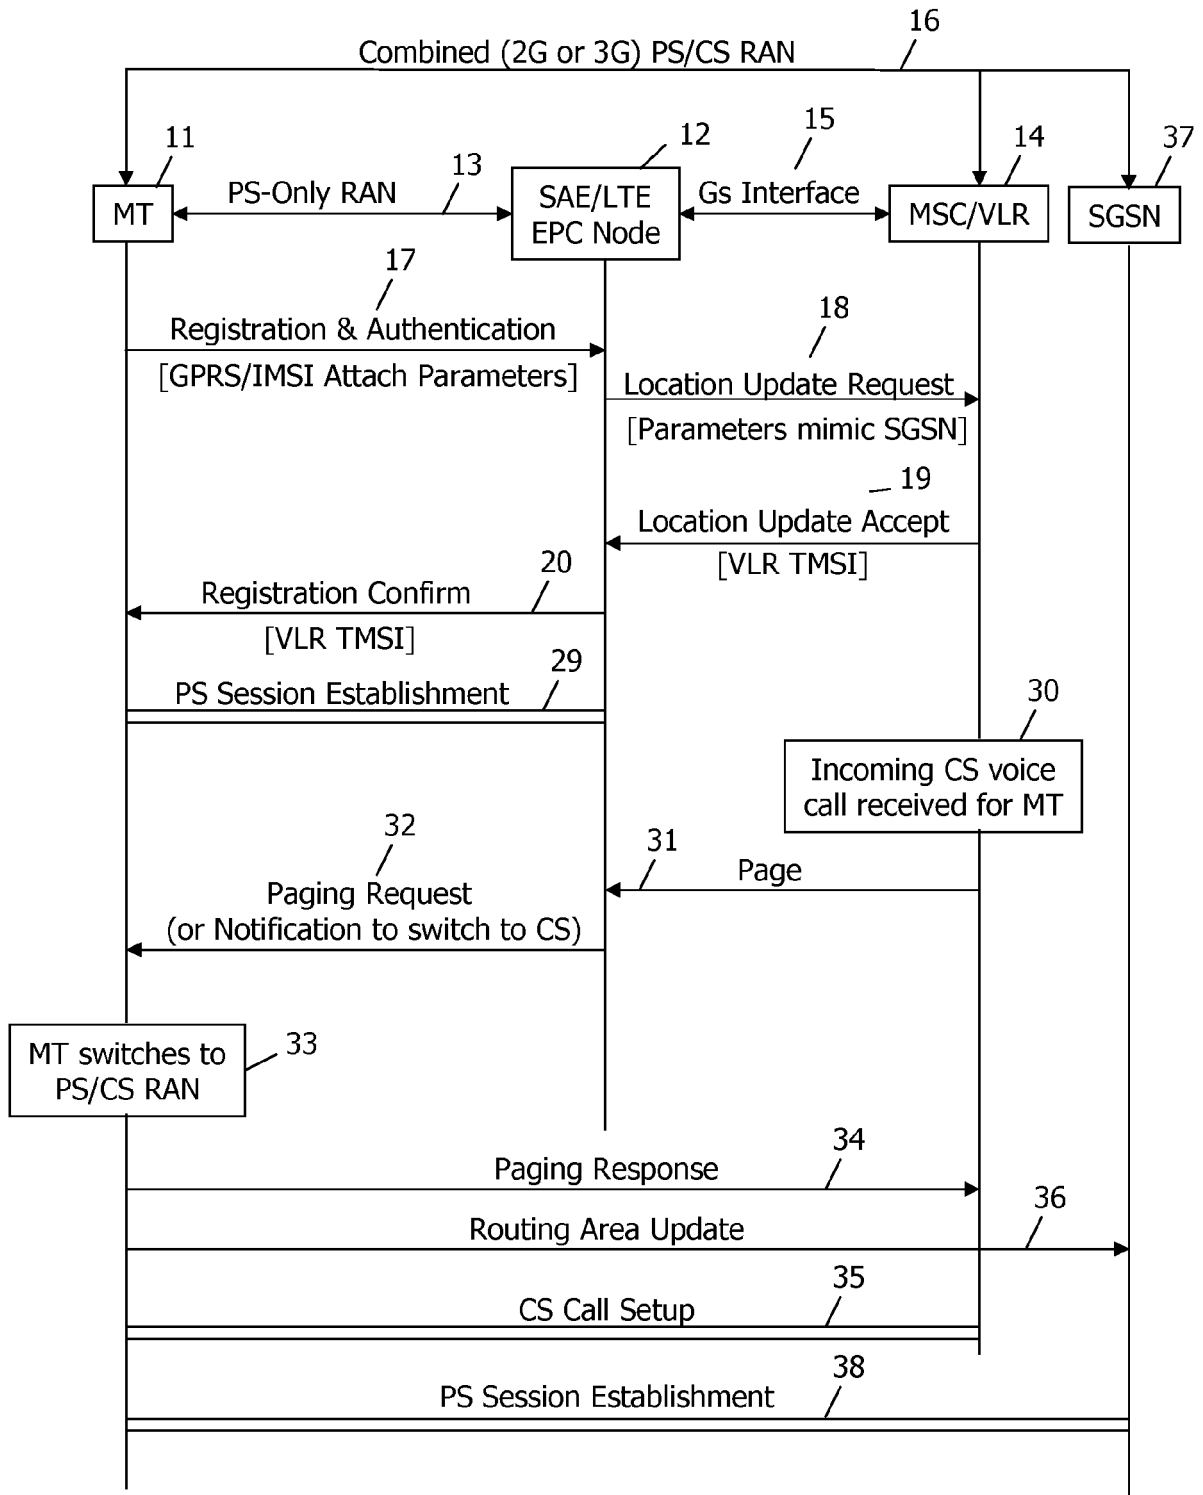 16
Combined (2G or 3G) PS/CS RAN
11
13
12
15
14
37
PS-Only RAN
Gs Interface
MT
SAE/LTE
EPC Node
MSC/VLR
SGSN
17
Registration & Authentication
[GPRS/IMSI Attach Parameters]
18
Location Update Request
[Parameters mimic SGSN]
19
Location Update Accept
[VLR TMSI]
20
Registration Confirm
[VLR TMSI]
29
PS Session Establishment
30
Incoming CS voice
call received for MT
31
Page
32
Paging Request
(or Notification to switch to CS)
33
MT switches to
PS/CS RAN
34
Paging Response
36
Routing Area Update
35
CS Call Setup
38
PS Session Establishment